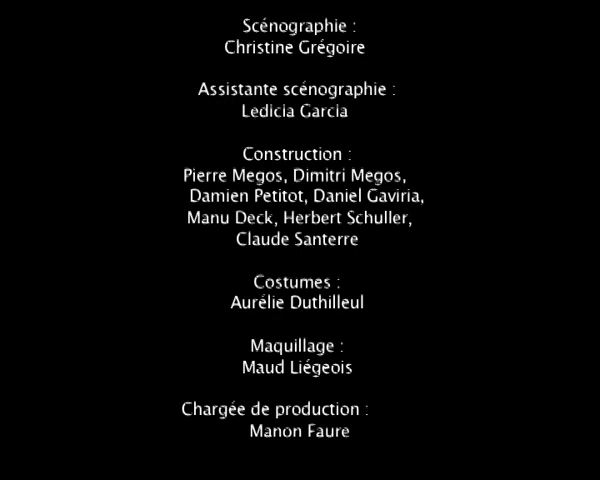 Scénographie :
Christine Grégoire
Assistante scénographie :
Ledicia Garcia
Construction :
Pierre Megos, Dimitri Megos,
Damien Petitot, Daniel Gaviria,
Manu Deck, Herbert Schuller,
Claude Santerre
Costumes :
Aurélie Duthilleul
Maquillage :
Maud Liégeois
Chargée de production :
Manon Faure